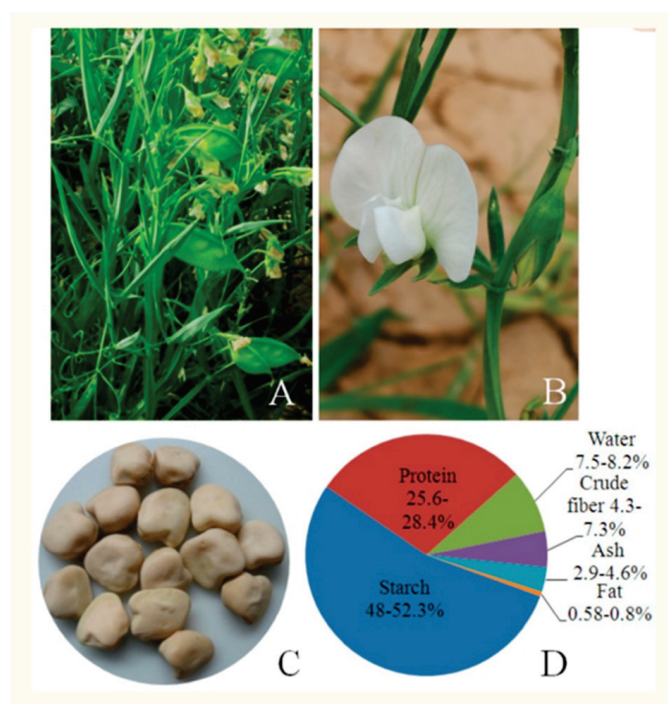 A
B
C
Protein
25.6-
28.4%
Starch
48-52.3%
Water
7.5-8.2%
Crude
fiber 4.3-
7.3%
Ash
2.9-4.6%
Fat
0.58-0.8%
D